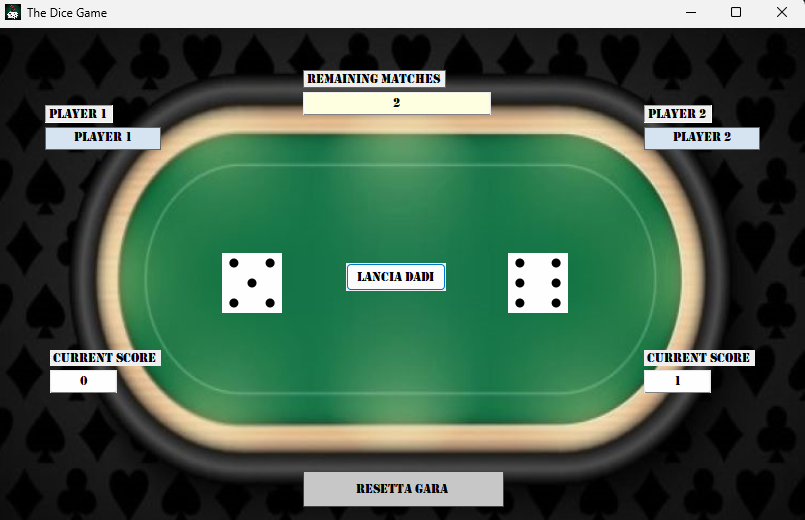 The Dice Game
REMAINING MATCHES
2
PLAYER 1
PLAYER 1
PLAYER 2
PLAYER 2
LANCIA DADI
CURRENT SCORE
0
CURRENT SCORE
1
RESETTA GARA